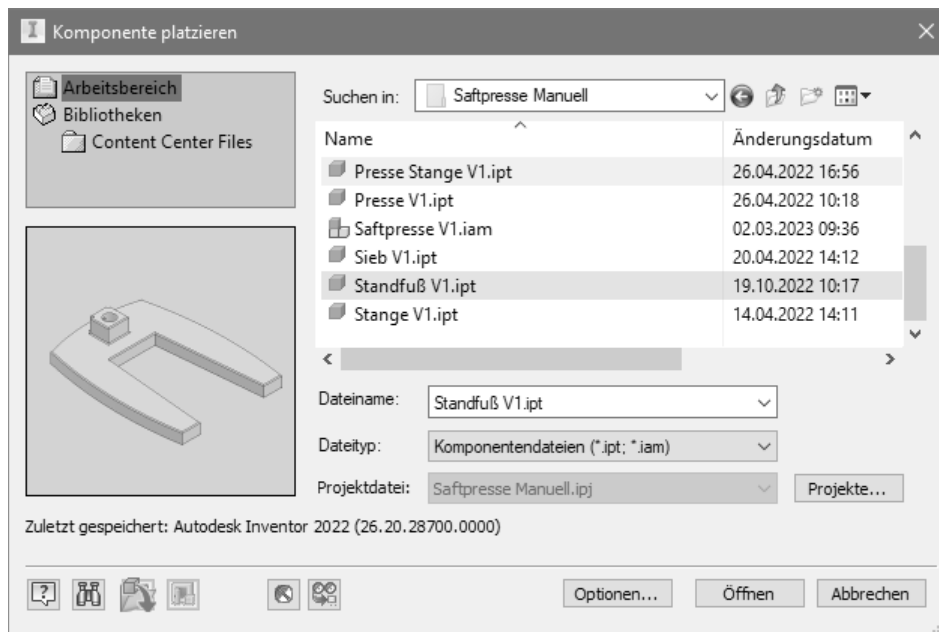 Komponente platzieren
Arbeitsbereich
Bibliotheken
Content Center Files
Suchen in: Saftpresse Manuell
Name Änderungsdatum
Presse Stange V1.ipt 26.04.2022 16:56
Presse V1.ipt 26.04.2022 10:18
Saftpresse V1.iam 02.03.2023 09:36
Sieb V1.ipt 20.04.2022 14:12
Standfuß V1.ipt 19.10.2022 10:17
Stange V1.ipt 14.04.2022 14:11
Dateiname: Standfuß V1.ipt
Dateityp: Komponentendateien (*.ipt; *.iam)
Projektdatei: Saftpresse Manuell.ipj Projekte...
Zuletzt gespeichert: Autodesk Inventor 2022 (26.20.28700.0000)
Optionen... Öffnen Abbrechen